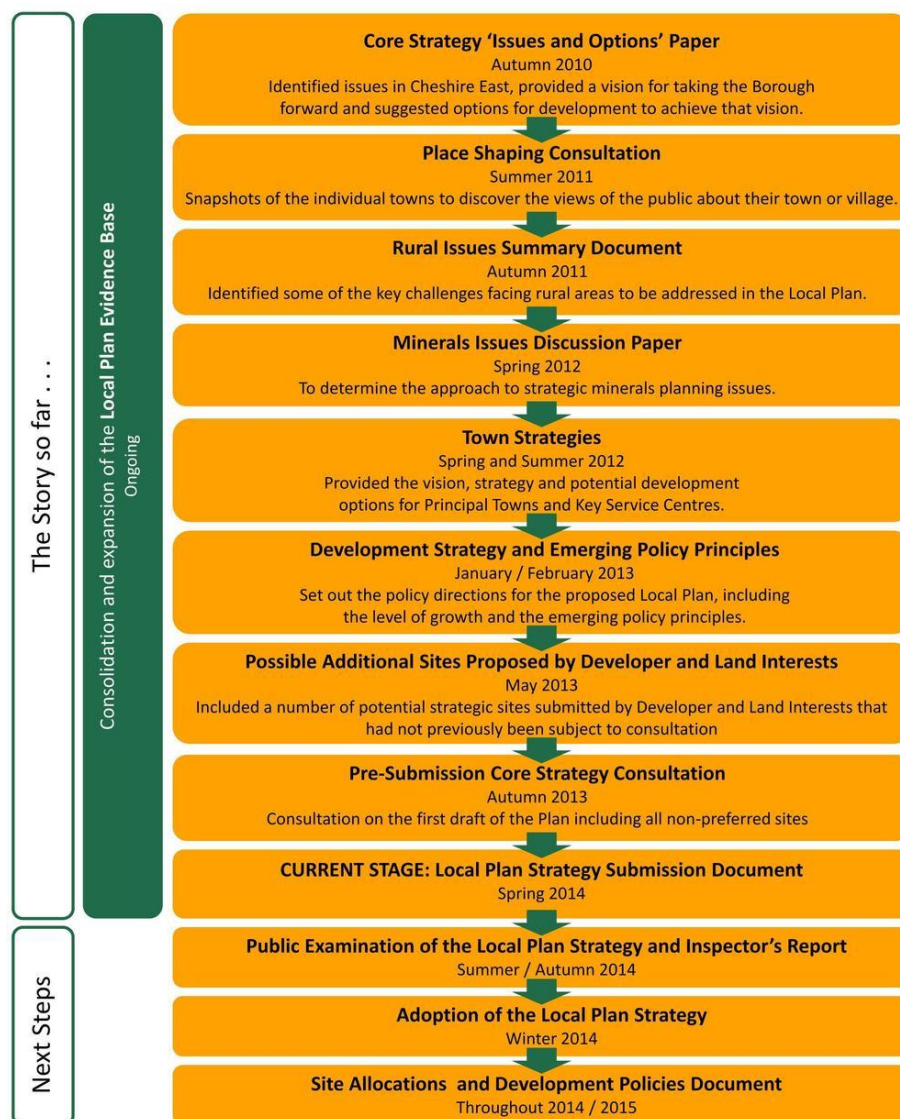 The Story so far . . .
Consolidation and expansion of the Local Plan Evidence Base
Ongoing
Core Strategy ‘Issues and Options’ Paper
Autumn 2010
Identified issues in Cheshire East, provided a vision for taking the Borough
forward and suggested options for development to achieve that vision.
Place Shaping Consultation
Summer 2011
Snapshots of the individual towns to discover the views of the public about their town or village.
Rural Issues Summary Document
Autumn 2011
Identified some of the key challenges facing rural areas to be addressed in the Local Plan.
Minerals Issues Discussion Paper
Spring 2012
To determine the approach to strategic minerals planning issues.
Town Strategies
Spring and Summer 2012
Provided the vision, strategy and potential development
options for Principal Towns and Key Service Centres.
Development Strategy and Emerging Policy Principles
January / February 2013
Set out the policy directions for the proposed Local Plan, including
the level of growth and the emerging policy principles.
Possible Additional Sites Proposed by Developer and Land Interests
May 2013
Included a number of potential strategic sites submitted by Developer and Land Interests that
had not previously been subject to consultation
Pre-Submission Core Strategy Consultation
Autumn 2013
Consultation on the first draft of the Plan including all non-preferred sites
CURRENT STAGE: Local Plan Strategy Submission Document
Spring 2014
Next Steps
Public Examination of the Local Plan Strategy and Inspector’s Report
Summer / Autumn 2014
Adoption of the Local Plan Strategy
Winter 2014
Site Allocations and Development Policies Document
Throughout 2014 / 2015